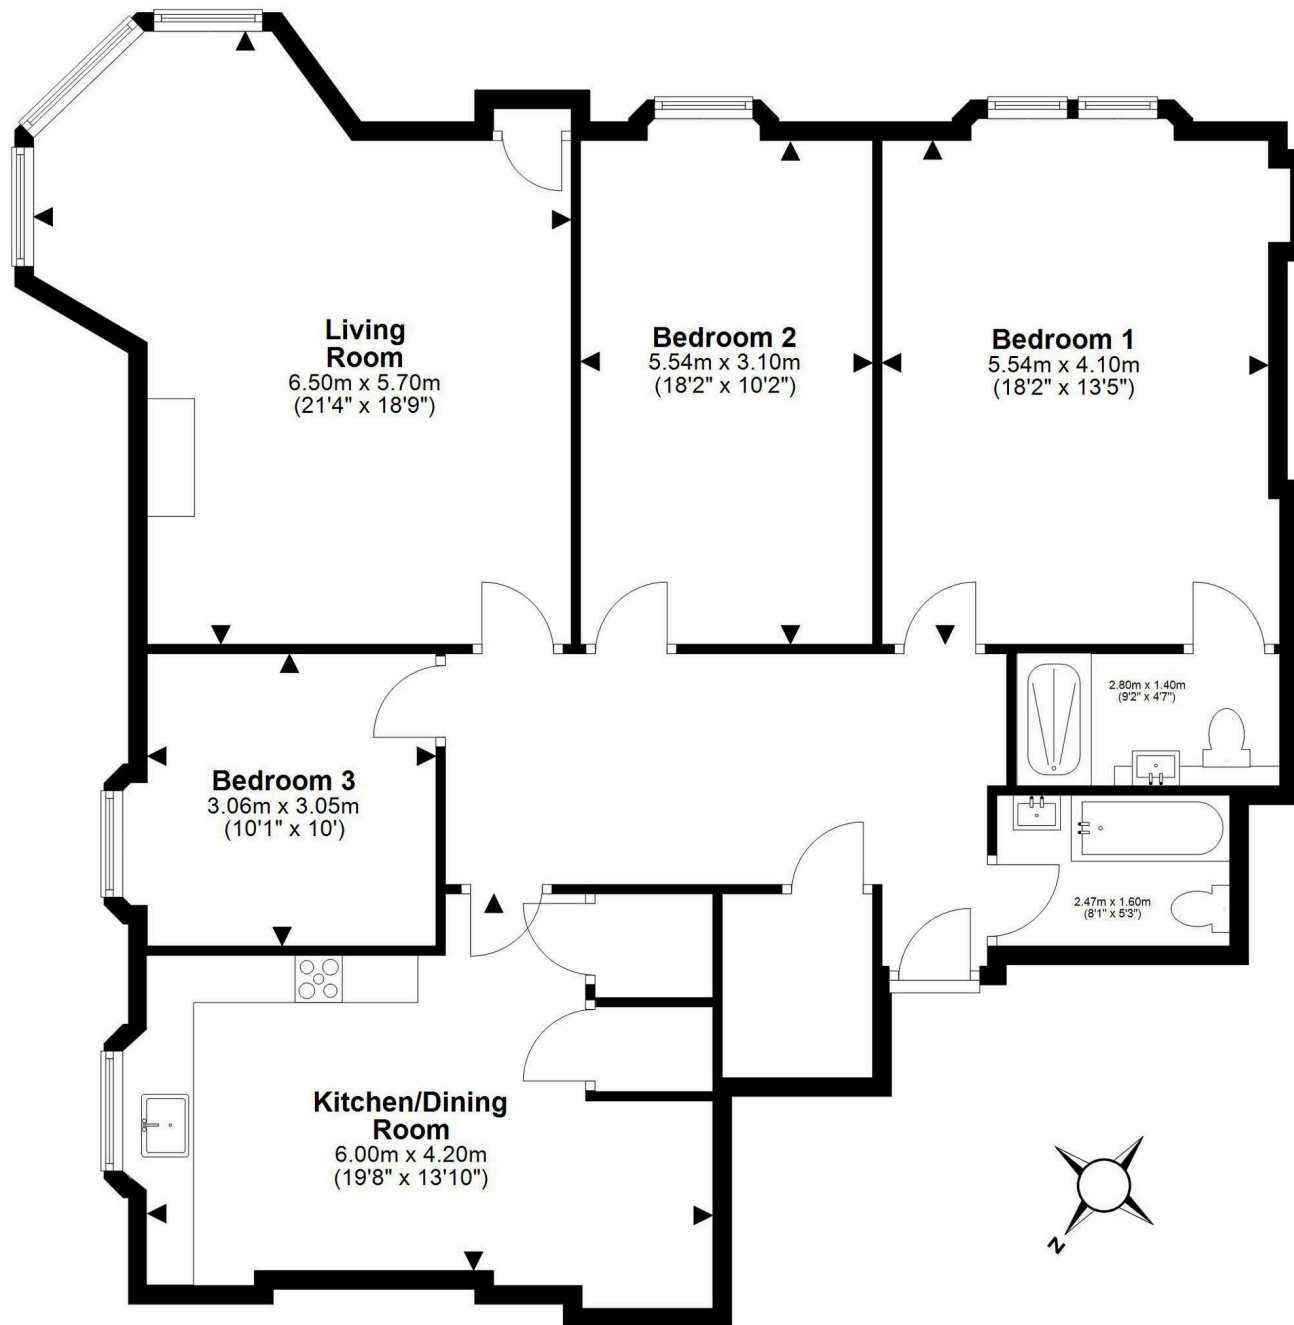 Living
Room
6.50m x 5.70m
(21'4" x 18'9")
Bedroom 2
5.54m x 3.10m
(18'2" x 10'2")
Bedroom 1
5.54m x 4.10m
(18'2" x 13'5")
2.80m x 1.40m
(9'2" x 4'7")
Bedroom 3
3.06m x 3.05m
(10'1" x 10')
2.47m x 1.60m
(8'1" x 5'3")
Kitchen/Dining
Room
6.00m x 4.20m
(19'8" x 13'10")
N